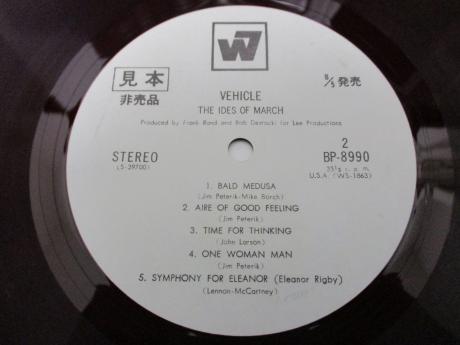 W7
見本
非売品
8/5 発売
VEHICLE
THE IDES OF MARCH
Produced by Frank Rand and Bob Destocki for Lee Productions
STEREO
(S-39700)
2
BP-8990
33⅓ r. p. m.
U.S.A. (WS-1863)
1. BALD MEDUSA
(Jim Peterik-Mike Borch)
2. AIRE OF GOOD FEELING
(Jim Peterik)
3. TIME FOR THINKING
(John Larson)
4. ONE WOMAN MAN
(Jim Peterik)
5. SYMPHONY FOR ELEANOR (Eleanor Rigby)
(Lennon-McCartney)